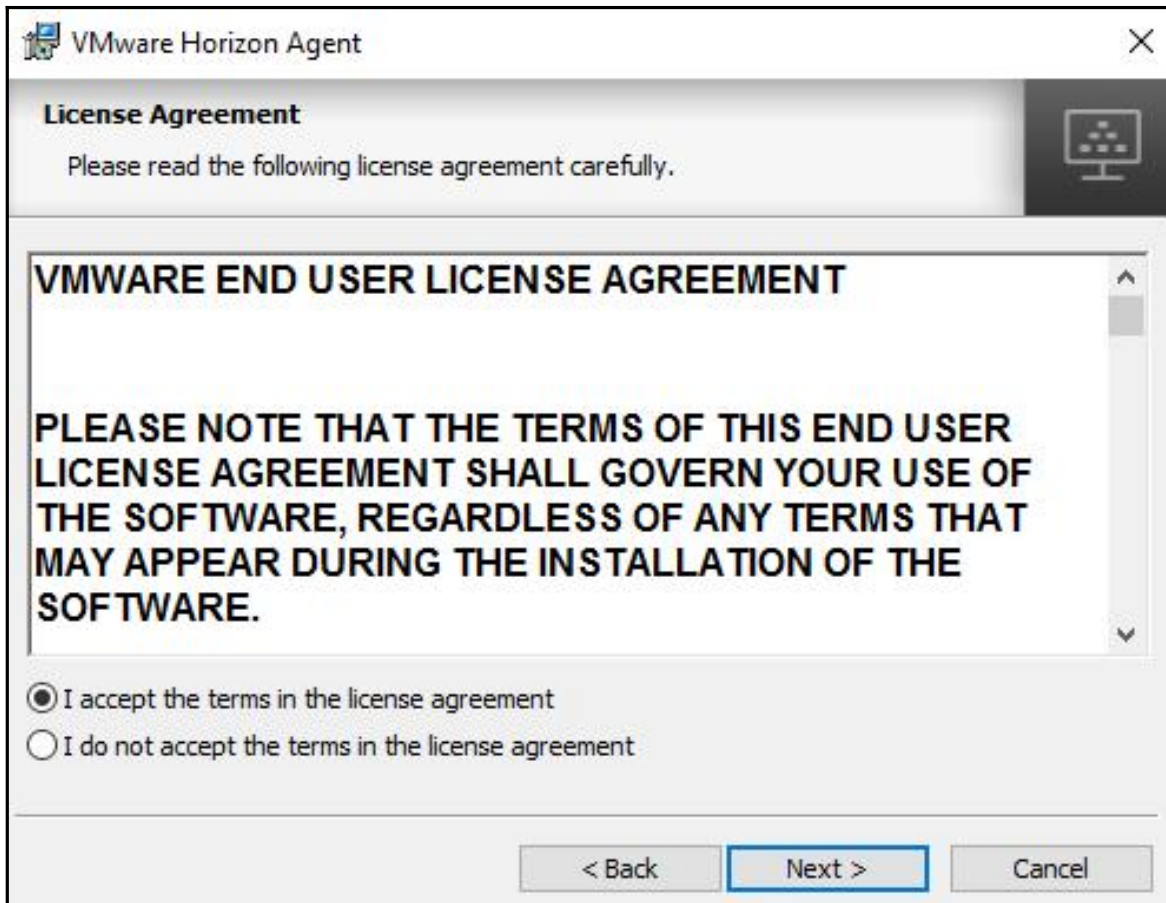 VMware Horizon Agent
License Agreement
Please read the following license agreement carefully.
VMWARE END USER LICENSE AGREEMENT
PLEASE NOTE THAT THE TERMS OF THIS END USER
LICENSE AGREEMENT SHALL GOVERN YOUR USE OF
THE SOFTWARE, REGARDLESS OF ANY TERMS THAT
MAY APPEAR DURING THE INSTALLATION OF THE
SOFTWARE.
I accept the terms in the license agreement
I do not accept the terms in the license agreement
< Back Next > Cancel